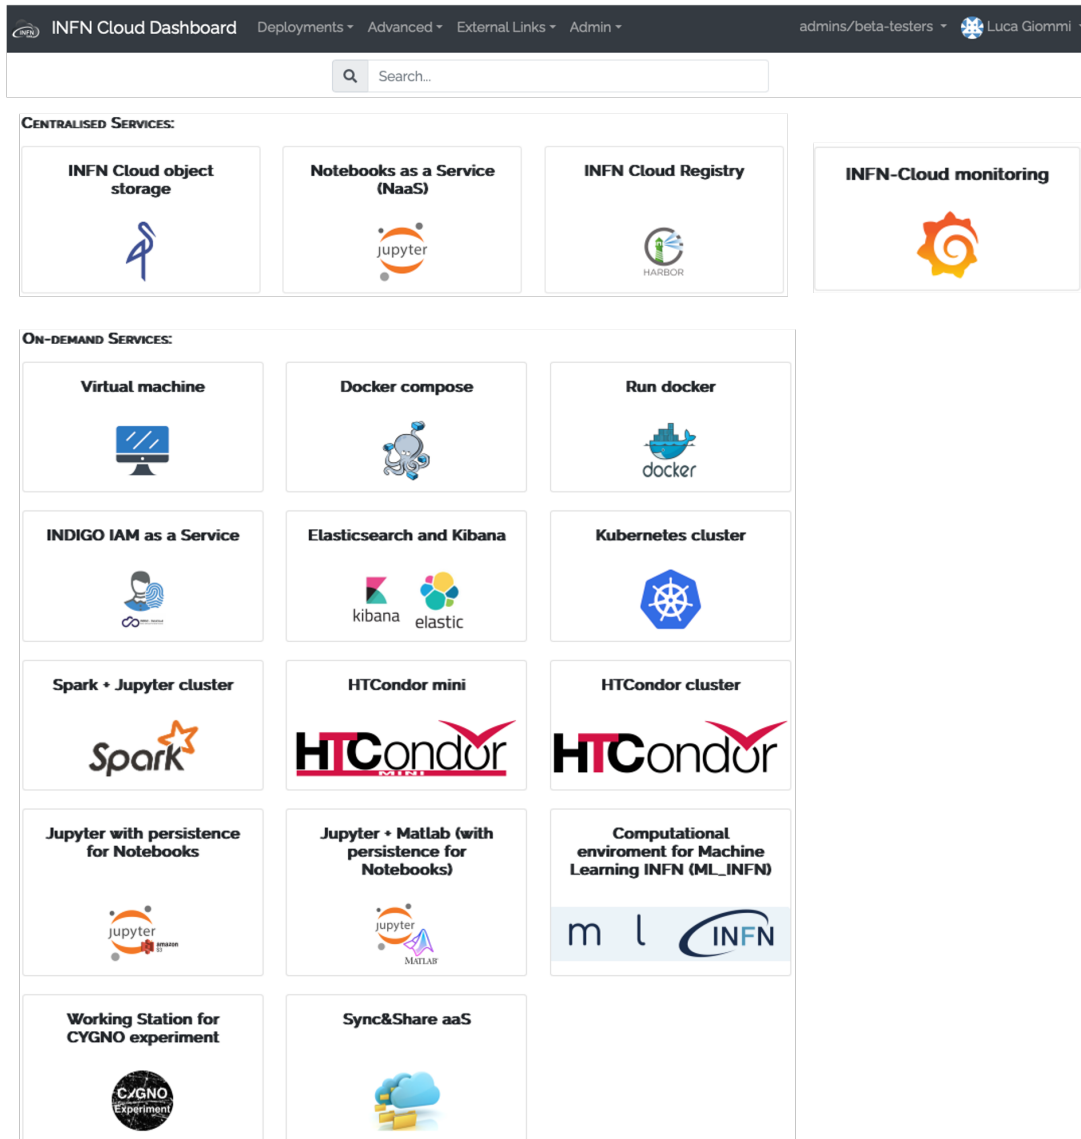 INFN Cloud Dashboard Deployments Advanced External Links Admin admins/beta-testers Luca Giommi
Search...
CENTRALISED SERVICES:
INFN Cloud object
storage
Notebooks as a Service
(NaaS)
jupyter
INFN Cloud Registry
HARBOR
INFN-Cloud monitoring
ON-DEMAND SERVICES:
Virtual machine
Docker compose
Run docker
docker
INDIGO IAM as a Service
Elasticsearch and Kibana
kibana
elastic
Kubernetes cluster
Spark + Jupyter cluster
Spark
HTCondor mini
HTCondor
MINI
HTCondor cluster
HTCondor
Jupyter with persistence
for Notebooks
jupyter
amazon
S3
Jupyter + Matlab (with
persistence for
Notebooks)
jupyter
MATLAB
Computational
enviroment for Machine
Learning INFN (ML_INFN)
m l INFN
Working Station for
CYGNO experiment
CYGNO
Experiment
Sync&Share aaS